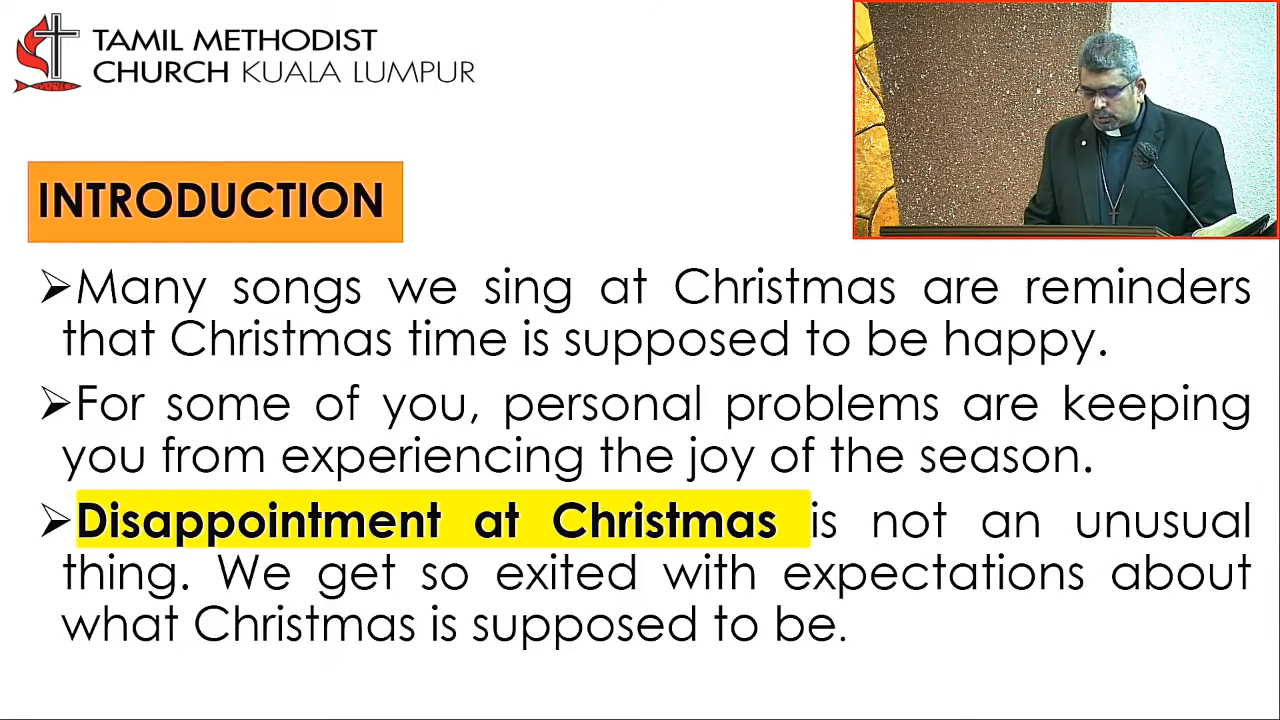 TAMIL METHODIST
CHURCH KUALA LUMPUR
INTRODUCTION
➢Many songs we sing at Christmas are reminders
that Christmas time is supposed to be happy.
➢For some of you, personal problems are keeping
you from experiencing the joy of the season.
➢Disappointment at Christmas is not an unusual
thing. We get so exited with expectations about
what Christmas is supposed to be.